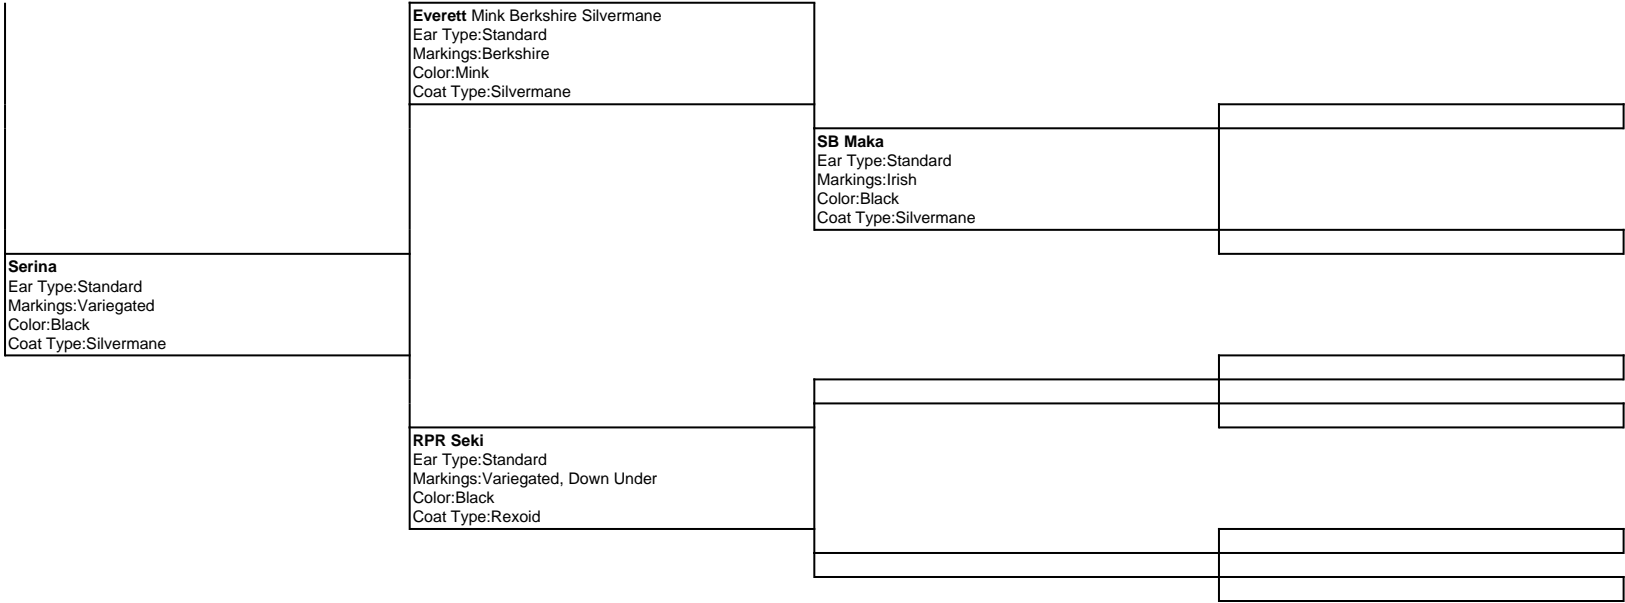 Everett Mink Berkshire Silvermane
Ear Type:Standard
Markings:Berkshire
Color:Mink
Coat Type:Silvermane
SB Maka
Ear Type:Standard
Markings:Irish
Color:Black
Coat Type:Silvermane
Serina
Ear Type:Standard
Markings:Variegated
Color:Black
Coat Type:Silvermane
RPR Seki
Ear Type:Standard
Markings:Variegated, Down Under
Color:Black
Coat Type:Rexoid